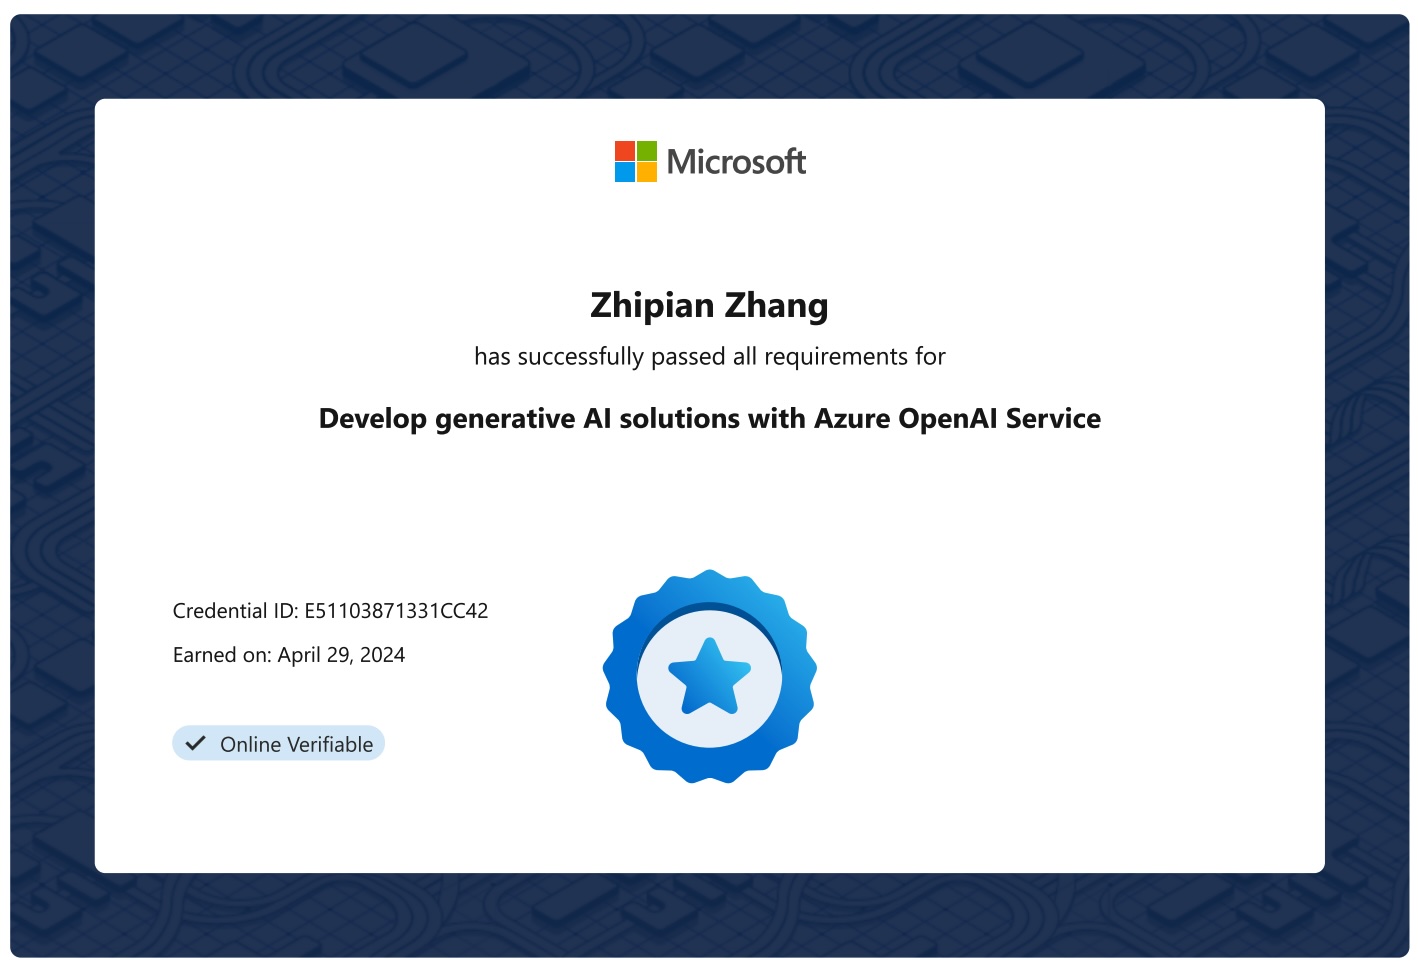 Microsoft
Zhipian Zhang
has successfully passed all requirements for
Develop generative AI solutions with Azure OpenAI Service
Credential ID: E51103871331CC42
Earned on: April 29, 2024
Online Verifiable